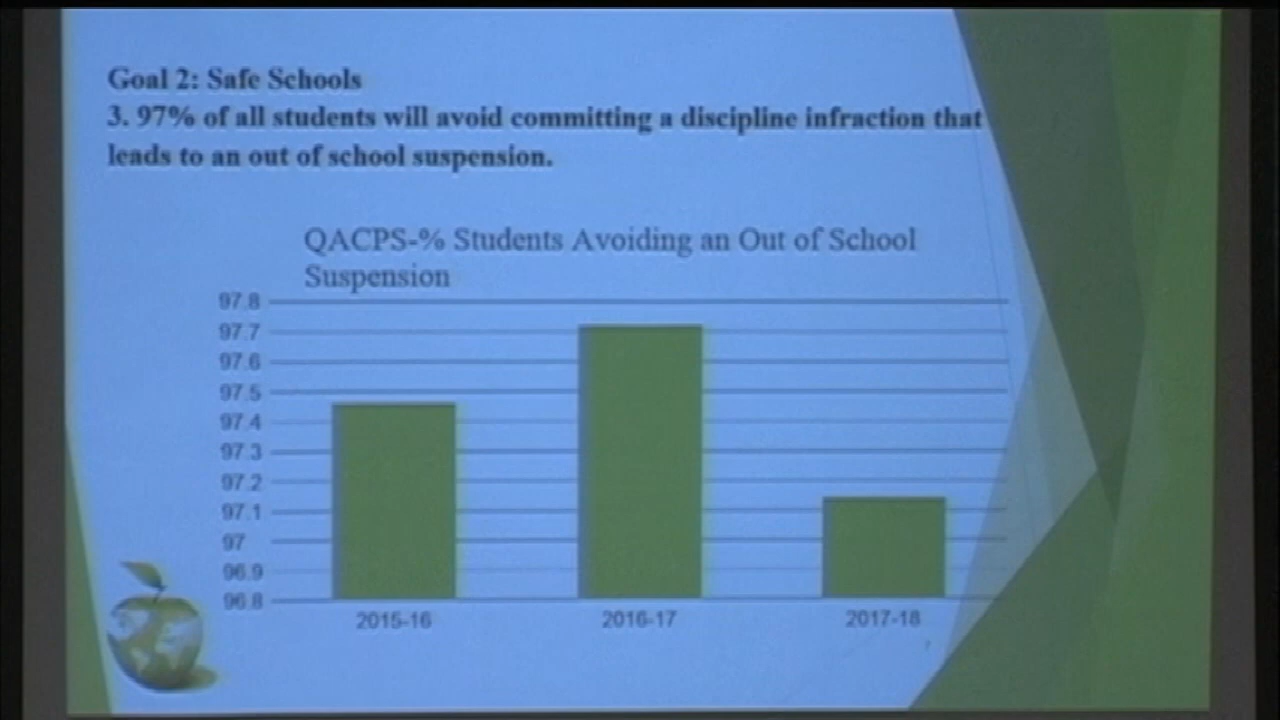 Goal 2: Safe Schools
3. 97% of all students will avoid committing a discipline infraction that
leads to an out of school suspension.
QACPS-% Students Avoiding an Out of School
Suspension
97.8
97.7
97.6
97.5
97.4
97.3
97.2
97.1
97
96.9
96.8
2015-16 2016-17 2017-18